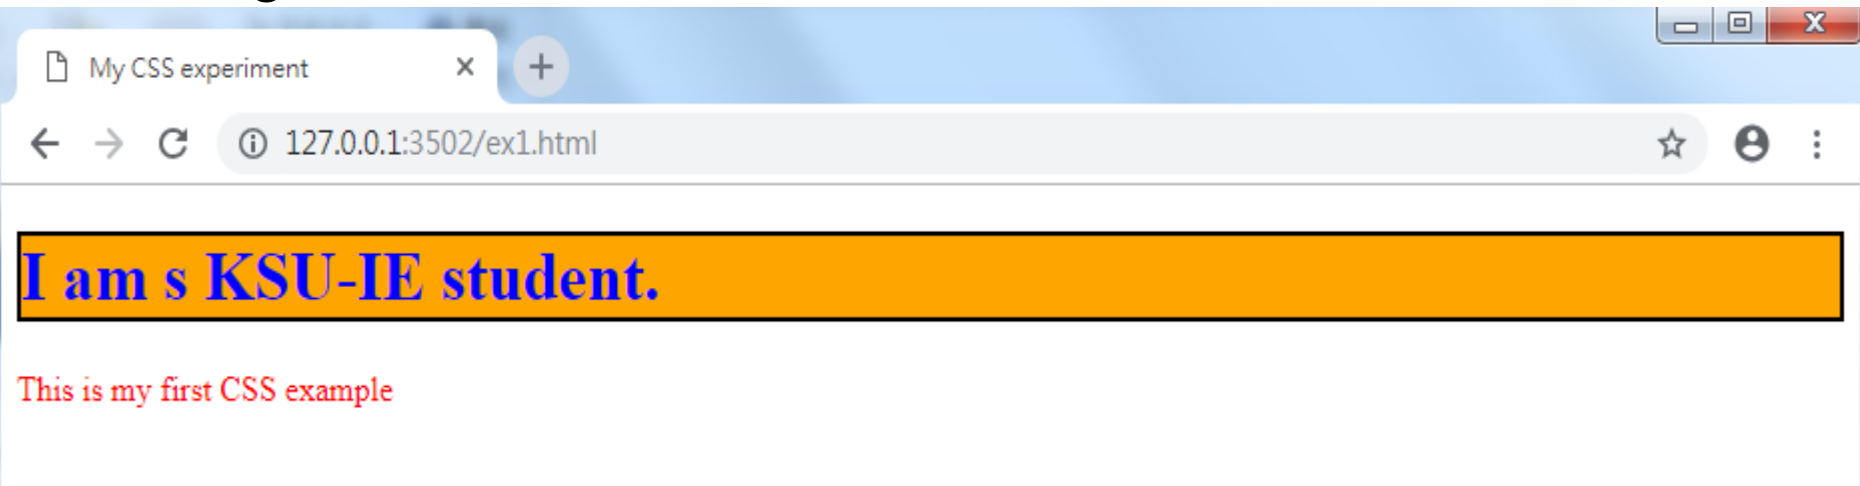 My CSS experiment
127.0.0.1:3502/ex1.html
I am s KSU-IE student.
This is my first CSS example